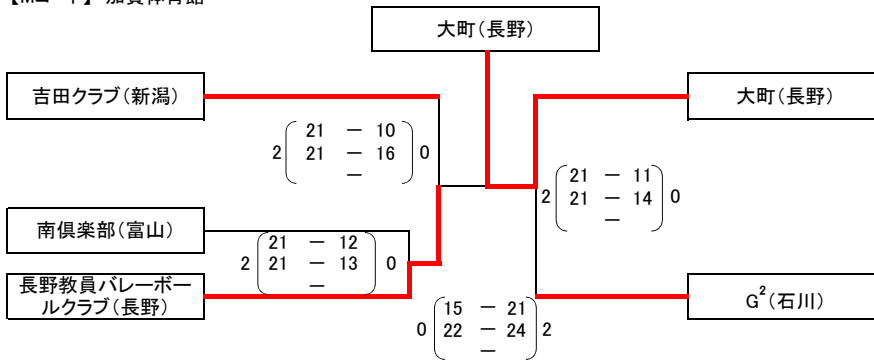 【Mコート】 加賀体育館
大町(長野)
吉田クラブ(新潟)
大町(長野)
2 21 － 10 0
21 － 16
－
2 21 － 11 0
21 － 14
－
南倶楽部(富山)
2 21 － 12 0
21 － 13
－
長野教員バレーボー
ルクラブ(長野)
G²(石川)
0 15 － 21 2
22 － 24
－